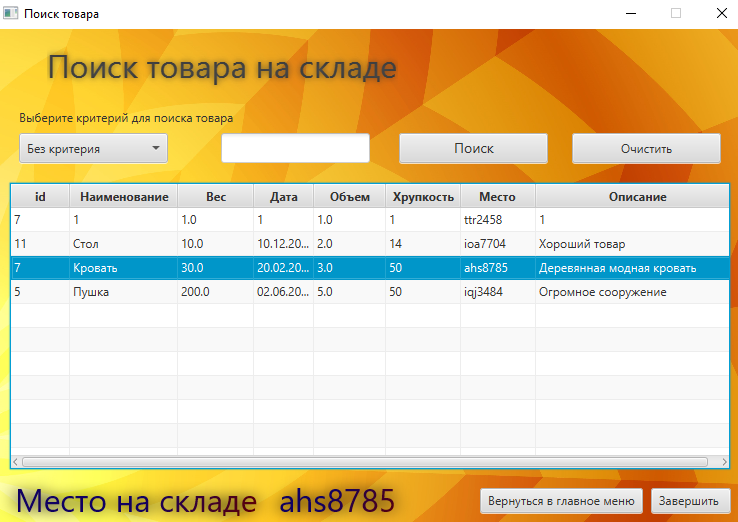 Поиск товара
Поиск товара на складе
Выберите критерий для поиска товара
Без критерия Поиск Очистить
id Наименование Вес Дата Объем Хрупкость Место Описание
7 1 1.0 1 1.0 1 ttr2458 1
11 Стол 10.0 10.12.20... 2.0 14 ioa7704 Хороший товар
7 Кровать 30.0 20.02.20... 3.0 50 ahs8785 Деревянная модная кровать
5 Пушка 200.0 02.06.20... 5.0 50 iqj3484 Огромное сооружение
Место на складе ahs8785 Вернуться в главное меню Завершить